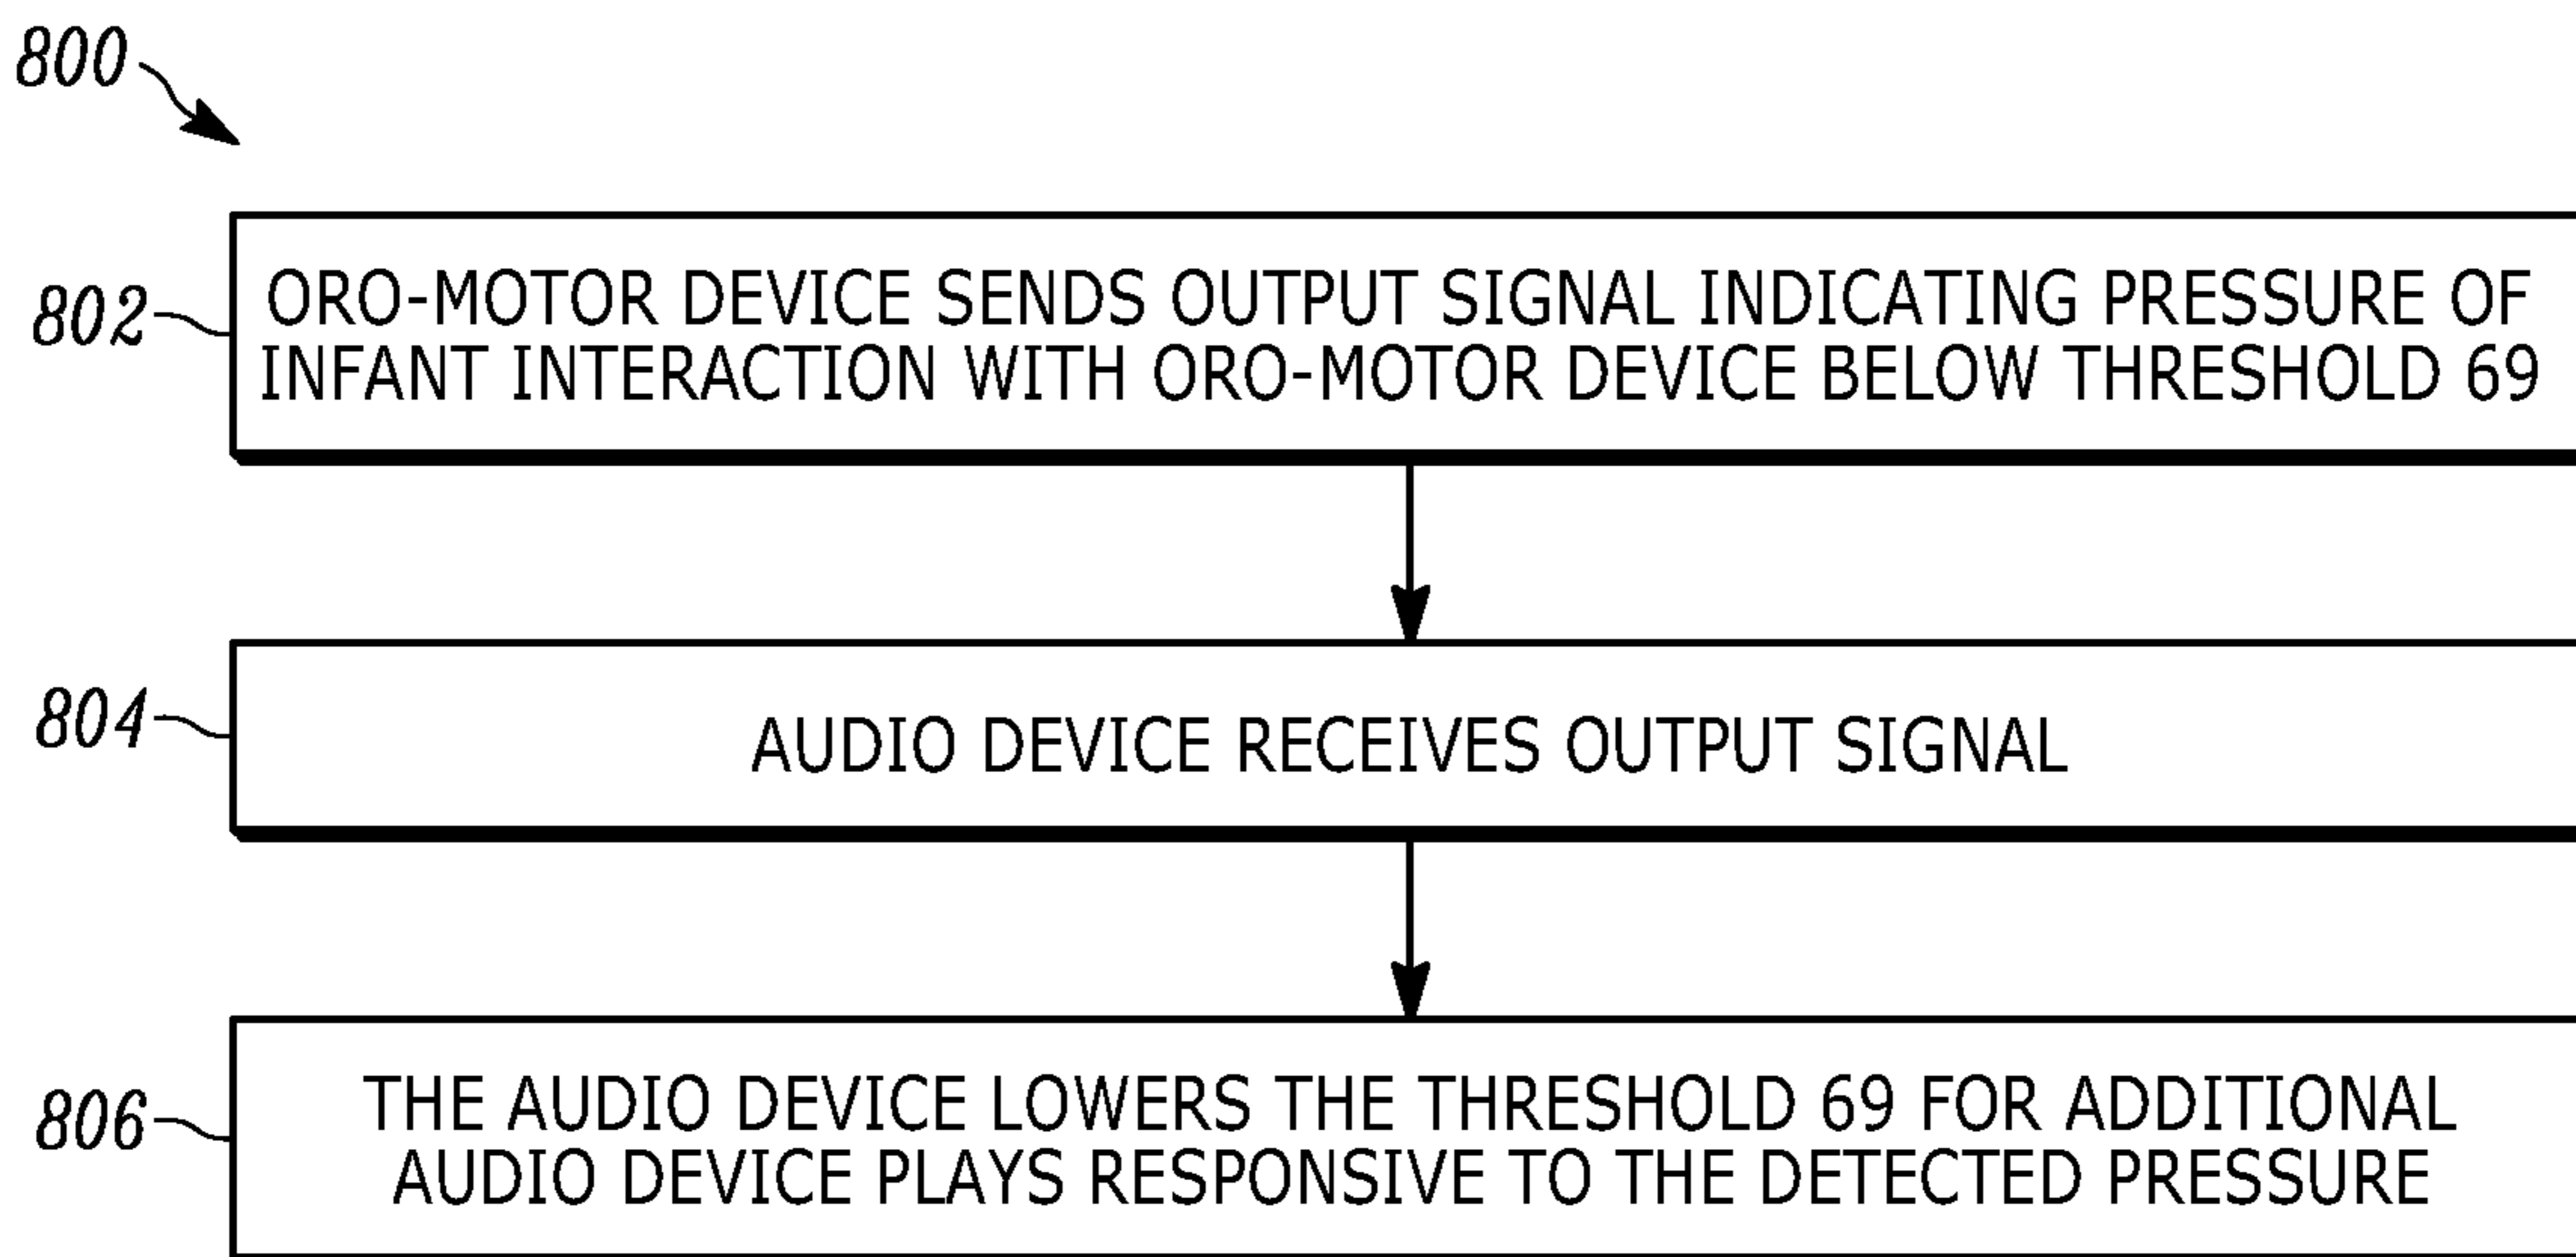 800
802
ORO-MOTOR DEVICE SENDS OUTPUT SIGNAL INDICATING PRESSURE OF
INFANT INTERACTION WITH ORO-MOTOR DEVICE BELOW THRESHOLD 69
804
AUDIO DEVICE RECEIVES OUTPUT SIGNAL
806
THE AUDIO DEVICE LOWERS THE THRESHOLD 69 FOR ADDITIONAL
AUDIO DEVICE PLAYS RESPONSIVE TO THE DETECTED PRESSURE